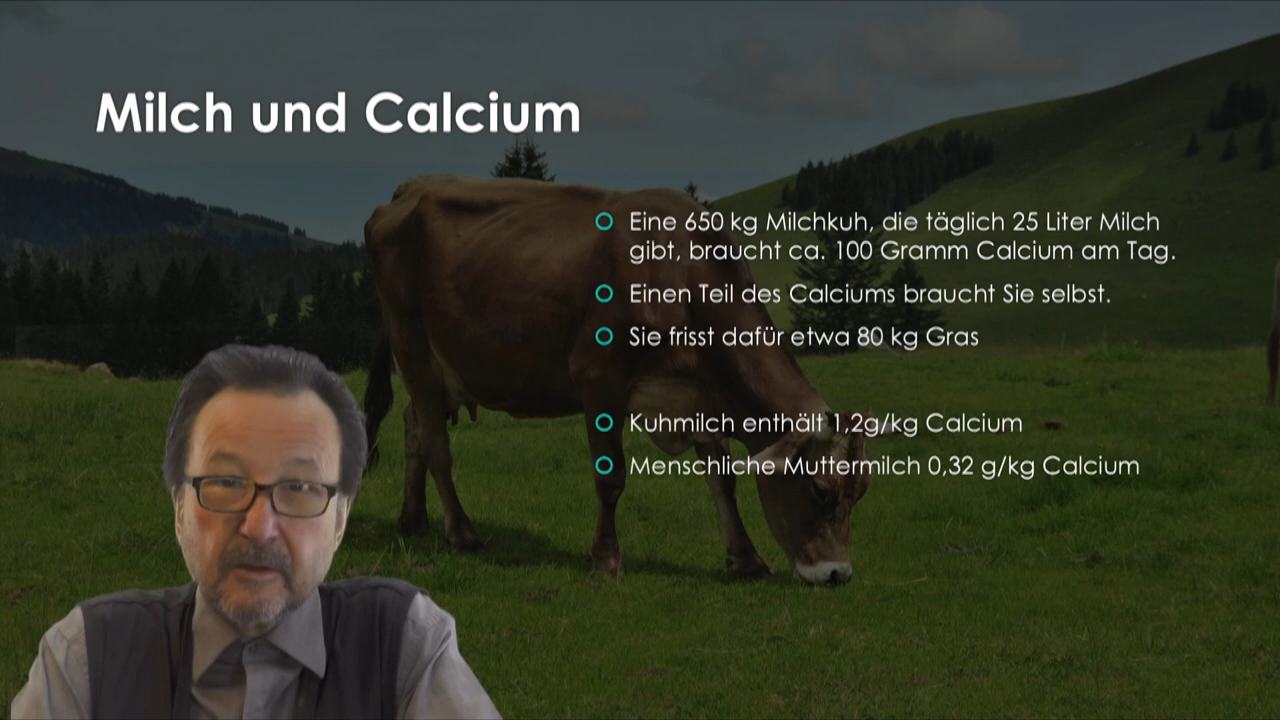 Milch und Calcium
Eine 650 kg Milchkuh, die täglich 25 Liter Milch
gibt, braucht ca. 100 Gramm Calcium am Tag.
Einen Teil des Calciums braucht Sie selbst.
Sie frisst dafür etwa 80 kg Gras
Kuhmilch enthält 1,2g/kg Calcium
Menschliche Muttermilch 0,32 g/kg Calcium